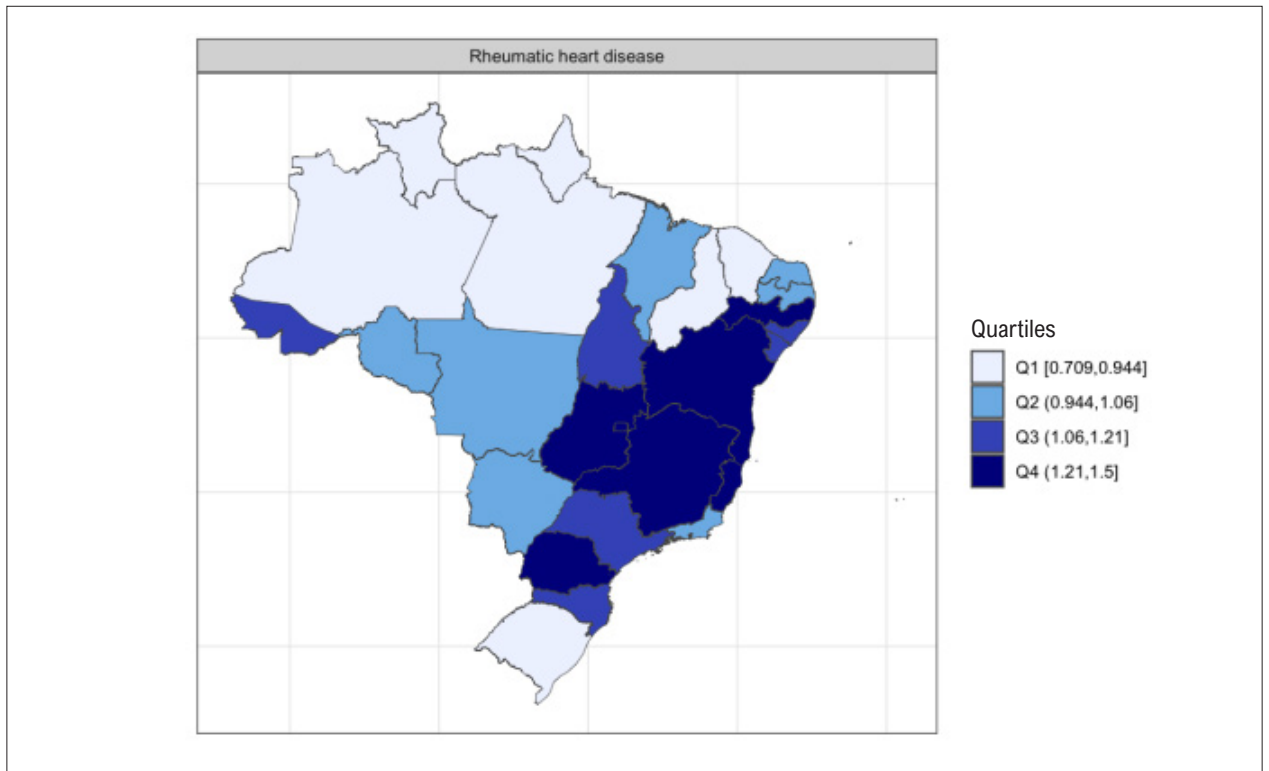 Rheumatic heart disease
Quartiles
Q1 [0.709,0.944]
Q2 (0.944,1.06]
Q3 (1.06,1.21]
Q4 (1.21,1.5]